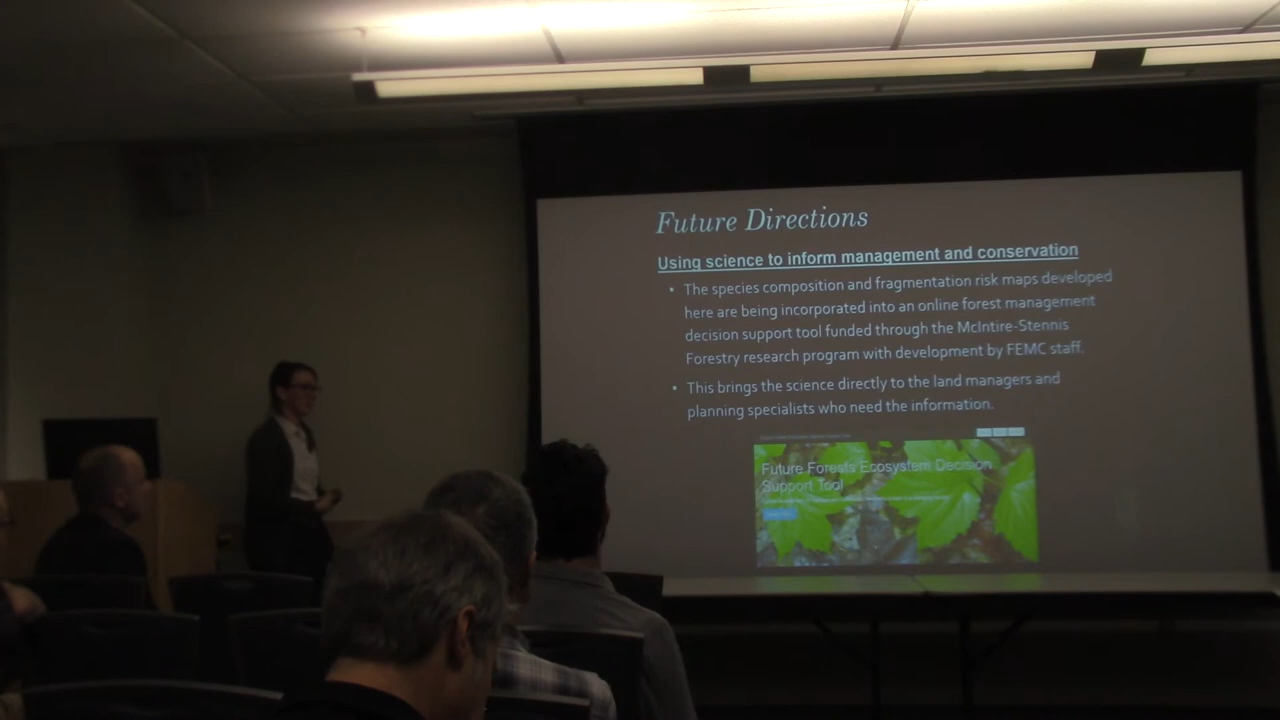 Future Directions
Using science to inform management and conservation
• The species composition and fragmentation risk maps developed
here are being incorporated into an online forest management
decision support tool funded through the McIntire-Stennis
Forestry research program with development by FEMC staff.
• This brings the science directly to the land managers and
planning specialists who need the information.
Future Forests Ecosystem Decision
Support Tool